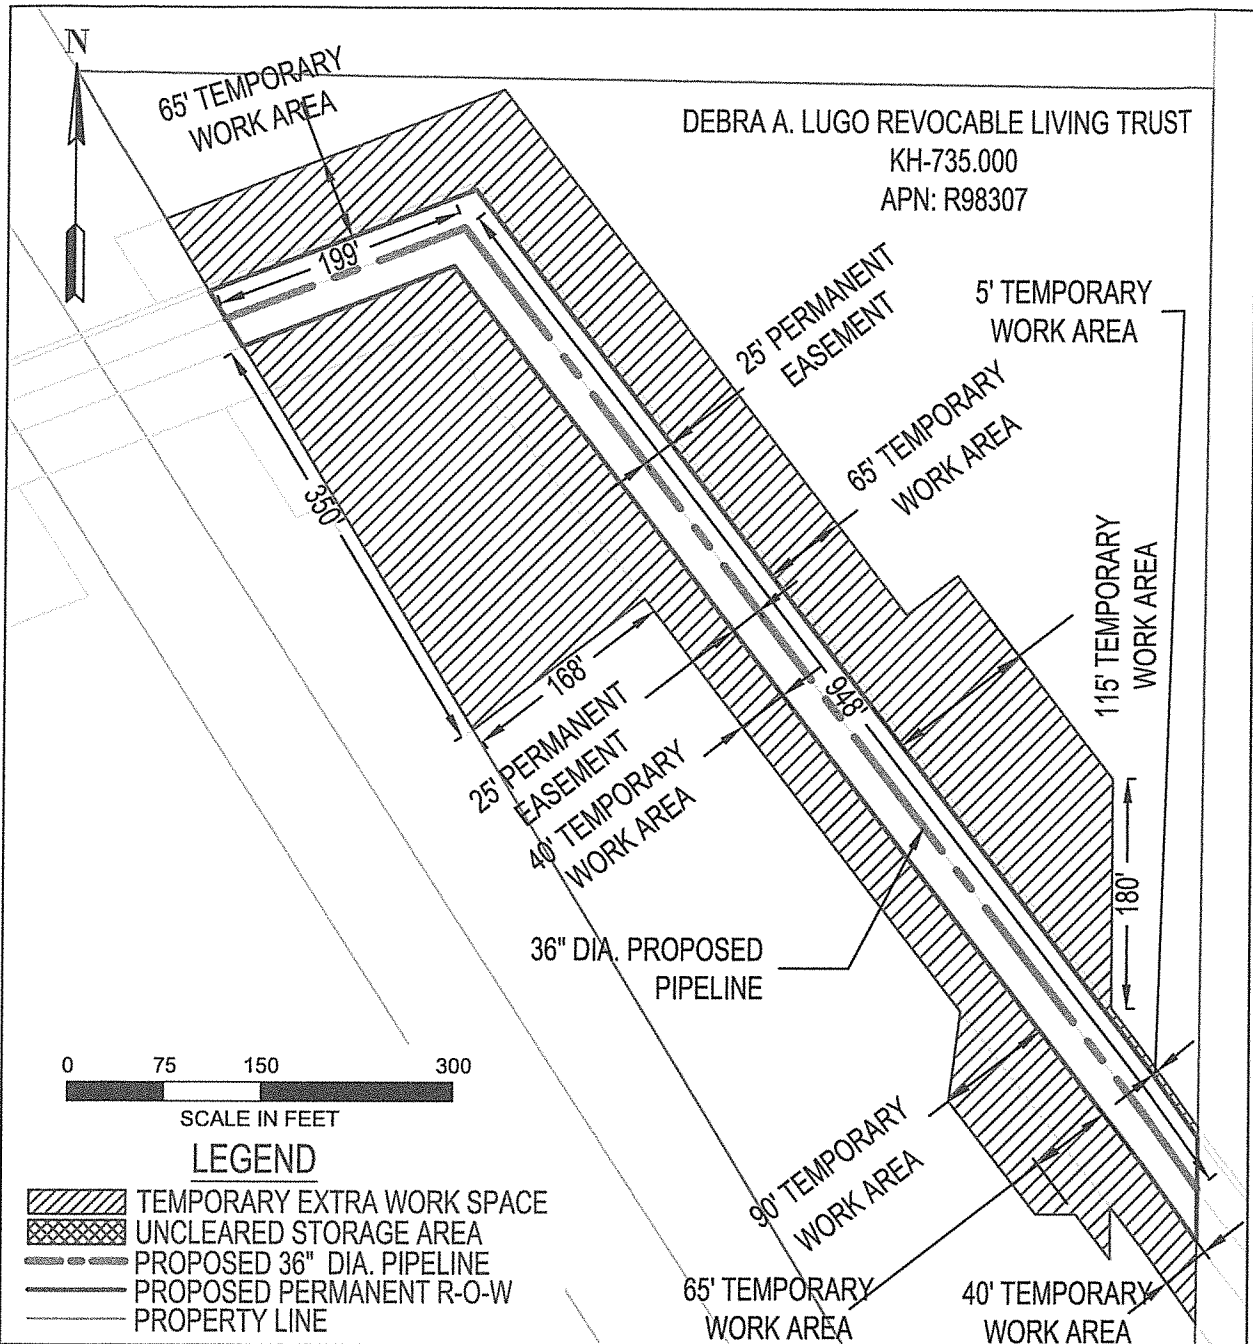 N
65' TEMPORARY
WORK AREA
DEBRA A. LUGO REVOCABLE LIVING TRUST
KH-735.000
APN: R98307
199'
25' PERMANENT
EASEMENT
5' TEMPORARY
WORK AREA
65' TEMPORARY
WORK AREA
350'
115' TEMPORARY
WORK AREA
168'
948'
25' PERMANENT
EASEMENT
40' TEMPORARY
WORK AREA
180'
36" DIA. PROPOSED
PIPELINE
0 75 150 300
SCALE IN FEET
90' TEMPORARY
WORK AREA
65' TEMPORARY
WORK AREA
40' TEMPORARY
WORK AREA
LEGEND
TEMPORARY EXTRA WORK SPACE
UNCLEARED STORAGE AREA
PROPOSED 36" DIA. PIPELINE
PROPOSED PERMANENT R-O-W
PROPERTY LINE